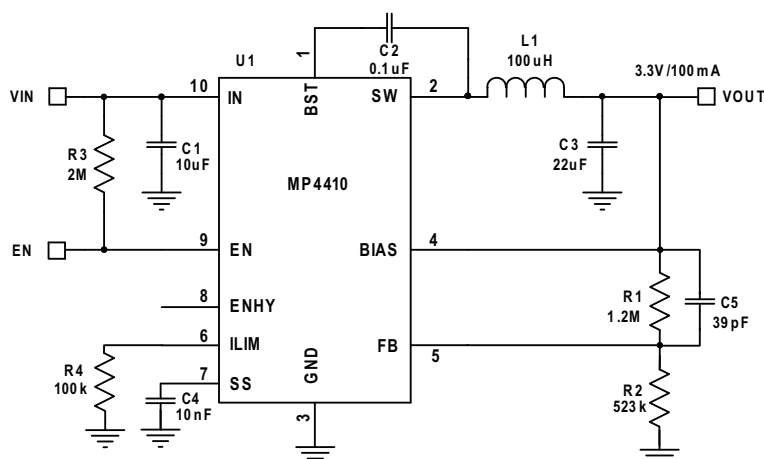 U1
1
C2
0.1uF
L1
100uH
3.3V/100mA
VIN
10
IN
BST
SW
2
VOUT
R3
2M
C1
10uF
C3
22uF
MP4410
EN
9
EN
BIAS
4
8
ENHY
R1
1.2M
C5
39pF
6
ILIM
FB
5
R4
100k
7
SS
GND
C4
10nF
3
R2
523k